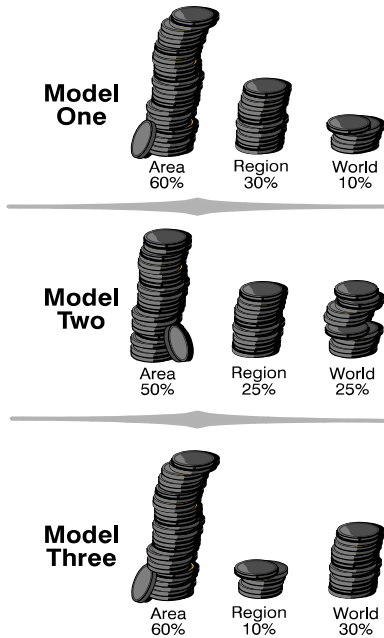 Model
One
Area Region World
60% 30% 10%
Model
Two
Area Region World
50% 25% 25%
Model
Three
Area Region World
60% 10% 30%